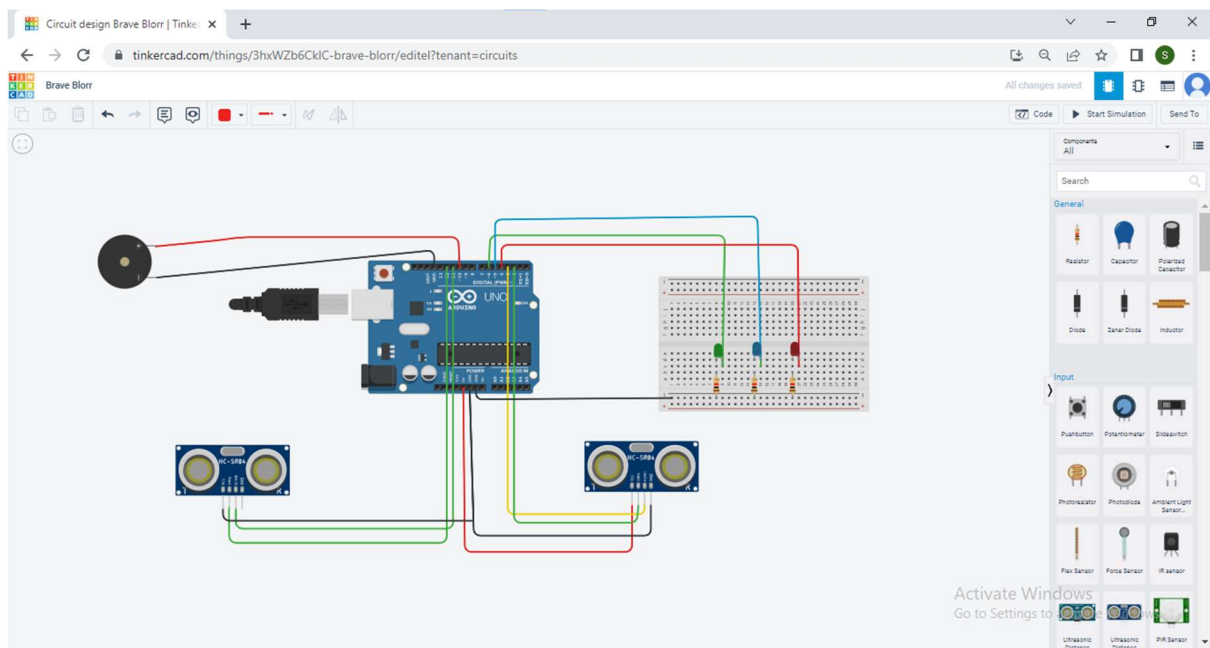 Circuit design Brave Blorr | Tinker
tinkercad.com/things/3hxWZb6CklC-brave-blorr/editel?tenant=circuits
S
TIN
KER
CAD
Brave Blorr
All changes saved
Code
Start Simulation
Send To
Components
All
Search
General
Resistor
Capacitor
Polarized
Capacitor
Diode
Zener Diode
Inductor
Input
Pushbutton
Potentiometer
Slideswitch
Photoresistor
Photodiode
Ambient Light
Sensor...
Flex Sensor
Force Sensor
IR sensor
Ultrasonic
Ultrasonic
PIR Sensor
DIGITAL (PWM
UNO
ARDUINO
POWER
ANALOG IN
HC-SR04
HC-SR04
Activate Windows
Go to Settings to